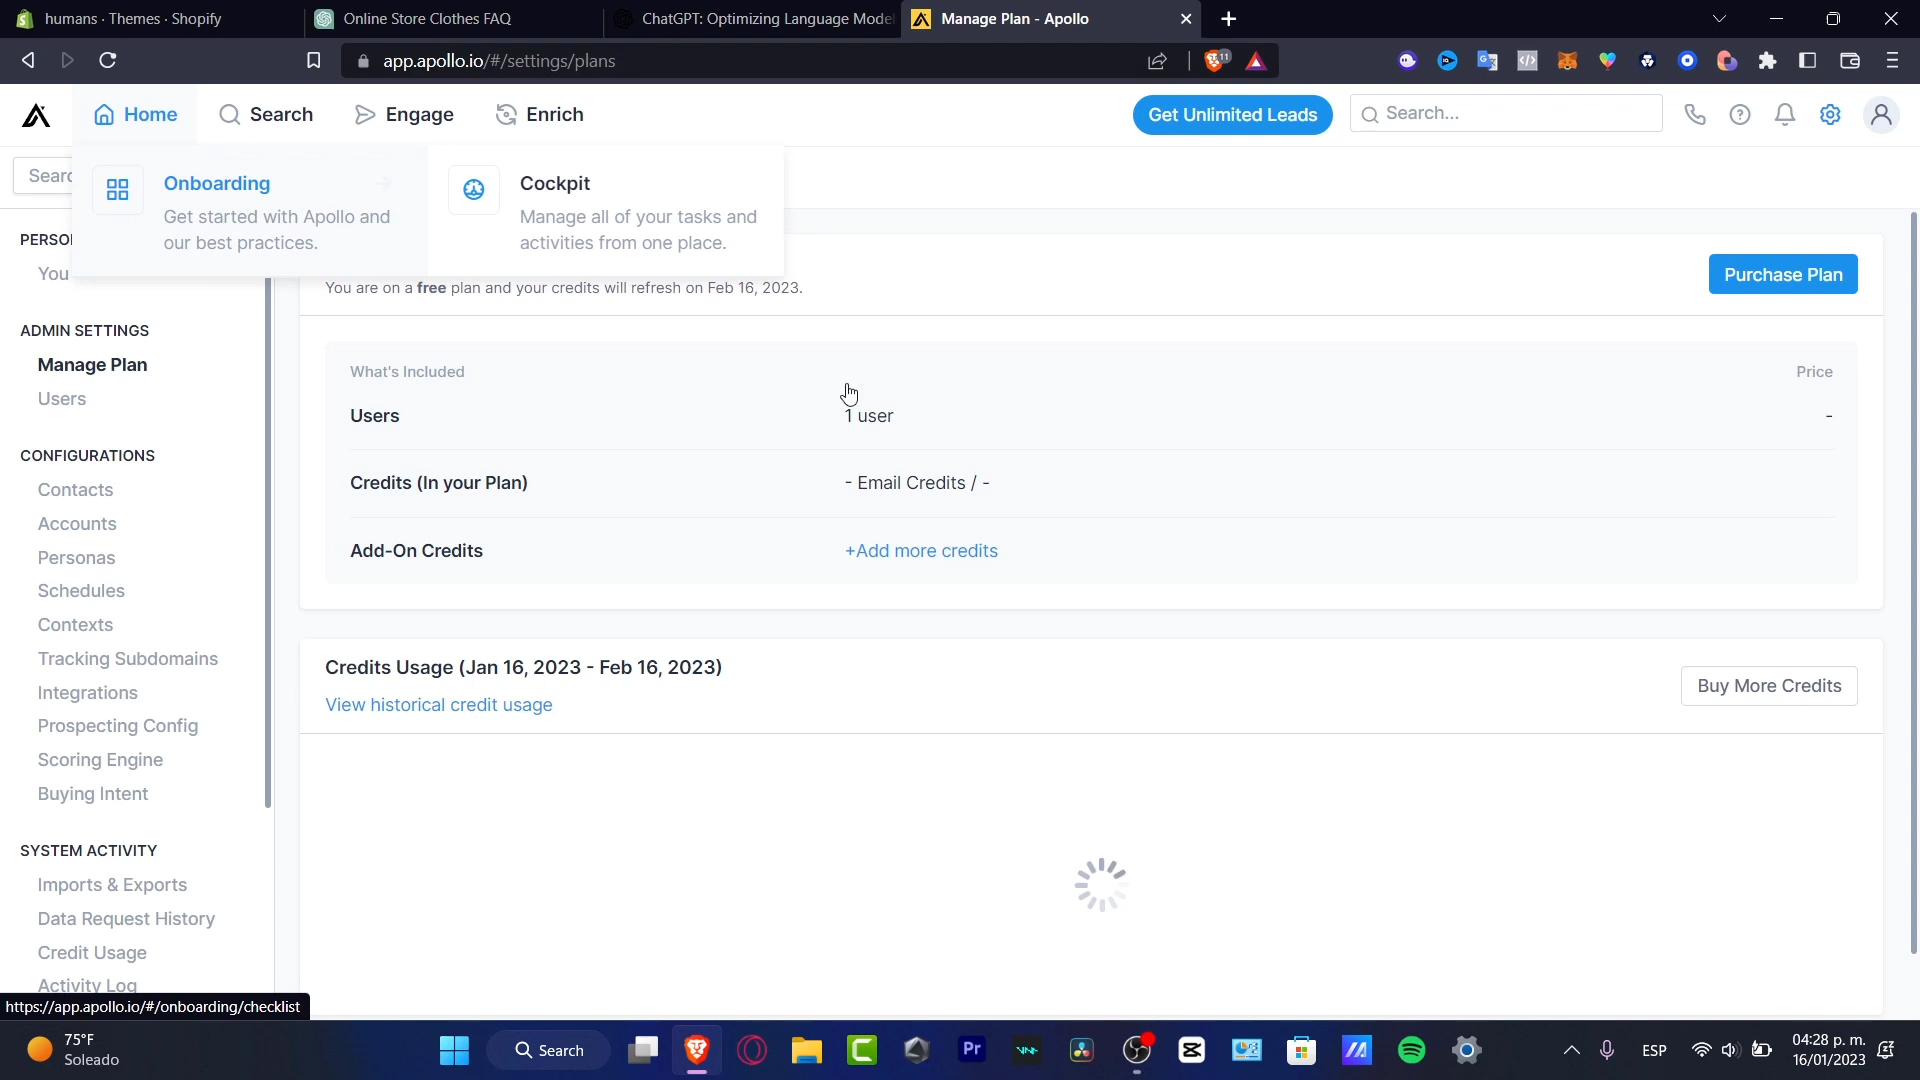 humans · Themes · Shopify
Online Store Clothes FAQ
ChatGPT: Optimizing Language Model
Manage Plan - Apollo
app.apollo.io/#/settings/plans
11
Home
Search
Engage
Enrich
Get Unlimited Leads
Search...
Searc
Onboarding
Get started with Apollo and
our best practices.
Cockpit
Manage all of your tasks and
activities from one place.
PERSO
You
You are on a free plan and your credits will refresh on Feb 16, 2023.
Purchase Plan
ADMIN SETTINGS
Manage Plan
Users
CONFIGURATIONS
Contacts
Accounts
Personas
Schedules
Contexts
Tracking Subdomains
Integrations
Prospecting Config
Scoring Engine
Buying Intent
SYSTEM ACTIVITY
Imports & Exports
Data Request History
Credit Usage
Activity Log
What's Included
Price
Users
1 user
-
Credits (In your Plan)
- Email Credits / -
Add-On Credits
+Add more credits
Credits Usage (Jan 16, 2023 - Feb 16, 2023)
View historical credit usage
Buy More Credits
https://app.apollo.io/#/onboarding/checklist
75°F
Soleado
Search
Pr
ESP
04:28 p. m.
16/01/2023